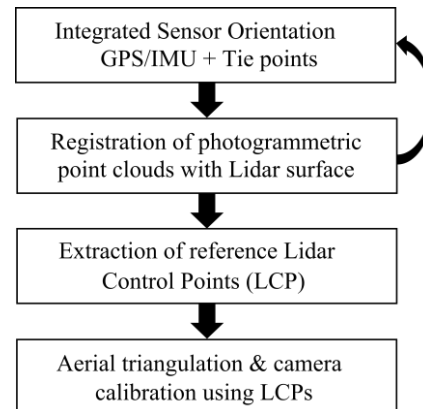 Integrated Sensor Orientation
GPS/IMU + Tie points
Registration of photogrammetric
point clouds with Lidar surface
Extraction of reference Lidar
Control Points (LCP)
Aerial triangulation & camera
calibration using LCPs